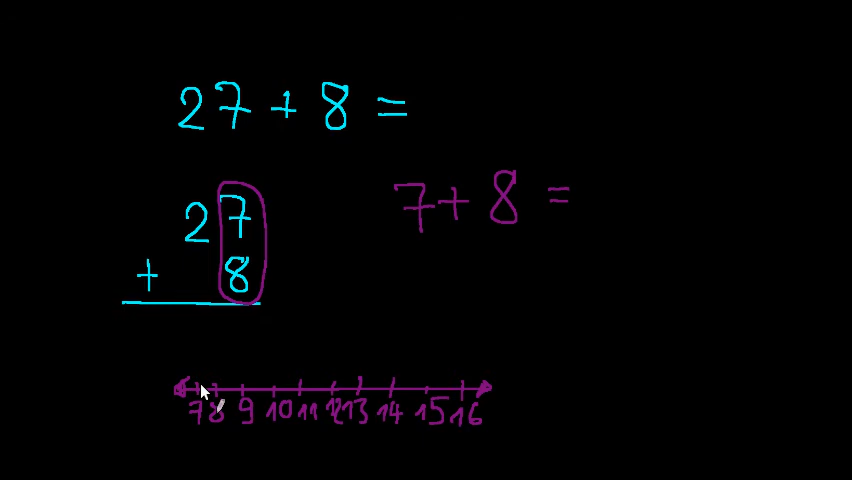 27 + 8 =
27
7 + 8 =
+ 8
7 8 9 10 11 12 13 14 15 16